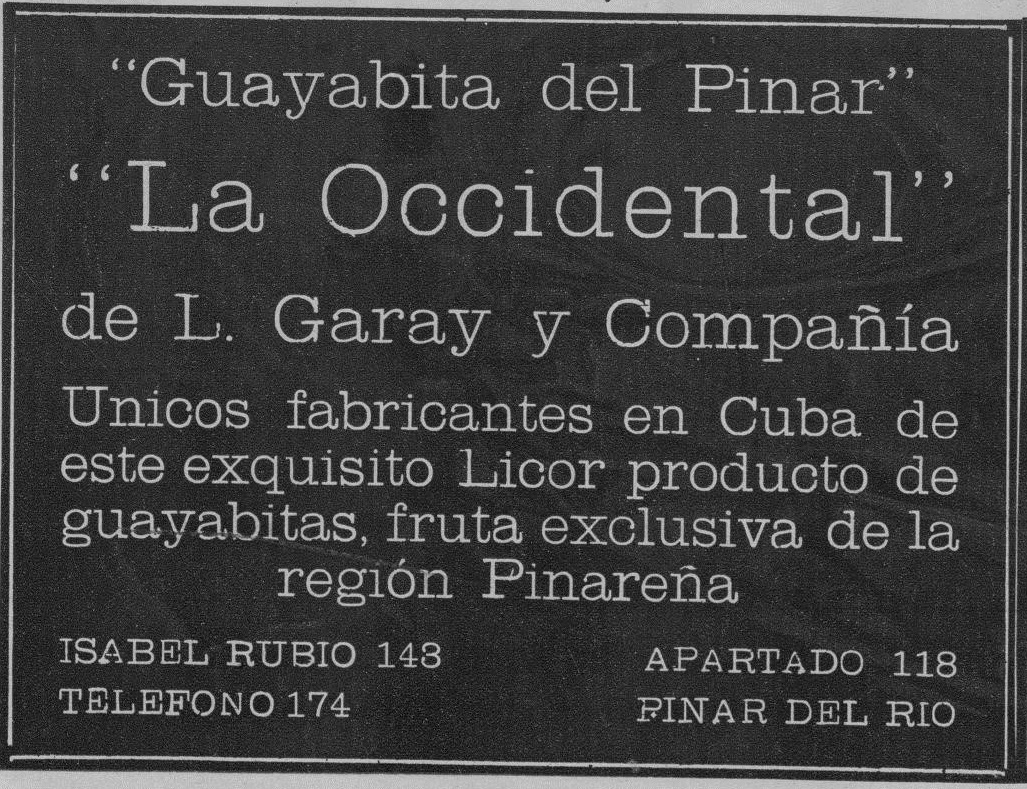 “Guayabita del Pinar”
“La Occidental”
de L. Garay y Compañía
Unicos fabricantes en Cuba de
este exquisito Licor producto de
guayabitas, fruta exclusiva de la
región Pinareña
ISABEL RUBIO 143
APARTADO 118
TELEFONO 174
PINAR DEL RIO